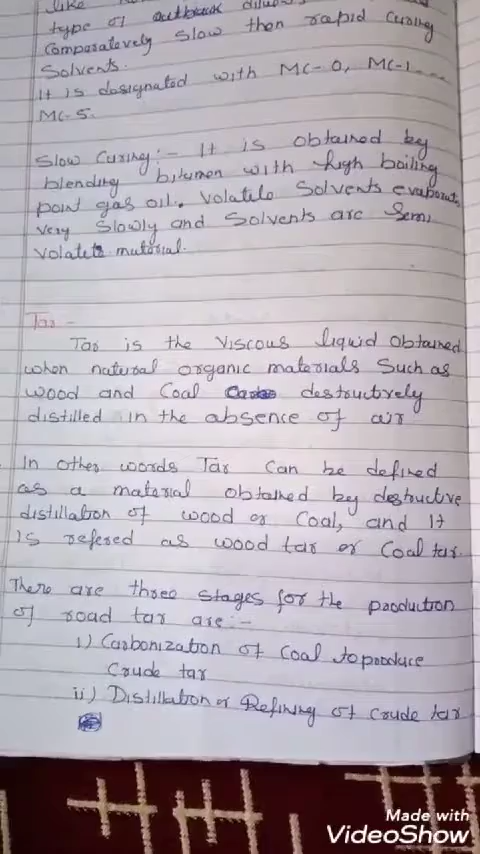 like
type of diluent
Comparatevely slow then rapid curing
Solvents.
It is designated with MC-0, MC-1 ---
MC-5.
Slow Curing:- It is obtained by
blending bitumen with high boiling
point gas oil. Volatile Solvents evaporate
very slowly and Solvents are Semi
volatile material.
Tar -
Tar is the viscous liquid obtained
when natural organic materials such as
wood and Coal destructively
distilled in the absence of air
In other words Tar can be defined
as a material obtained by destructive
distillation of wood or Coal, and It
is refered as wood tar or Coal tar.
There are three stages for the production
of road tar are:-
i) Carbonization of Coal to produce
Crude tar
ii) Distillation or Refining of crude tar
Made with
VideoShow